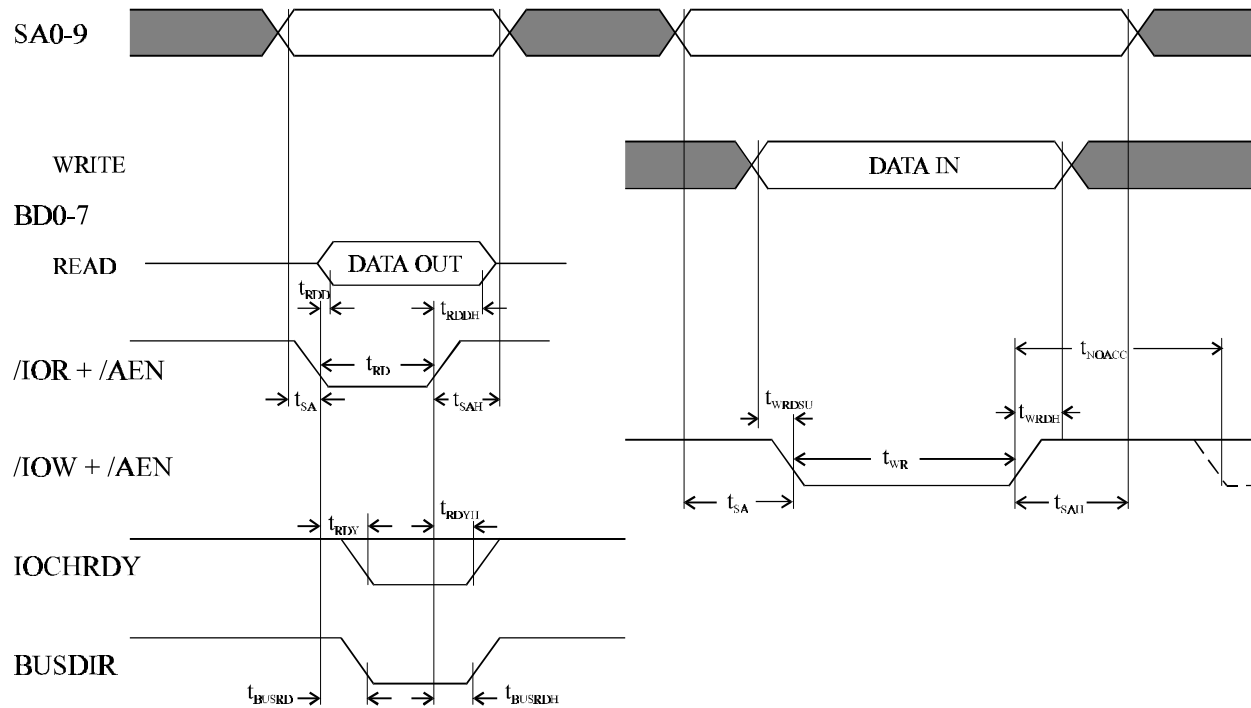 SA0-9
WRITE
DATA IN
BD0-7
READ
DATA OUT
tRDD
tRDDH
/IOR + /AEN
tRD
tNOACC
tSA
tSAH
tWRDSU
tWRDH
/IOW + /AEN
tWR
tSA
tSAH
tRDY
tRDYH
IOCHRDY
BUSDIR
tBUSRD
tBUSRDH